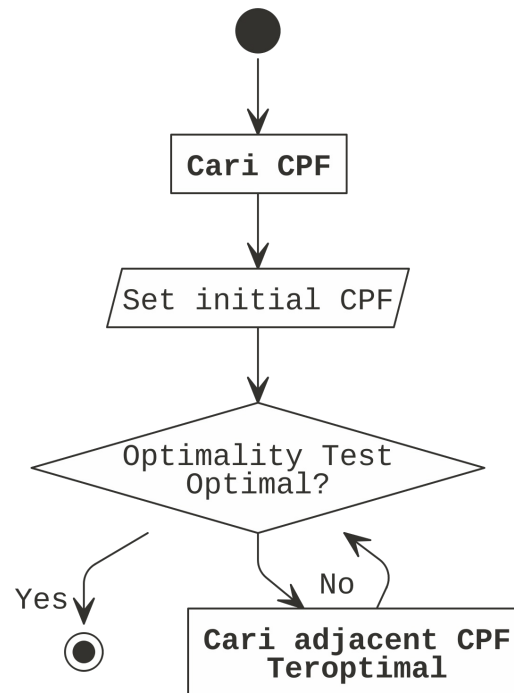 Cari CPF
Set initial CPF
Optimality Test
Optimal?
Yes
No
Cari adjacent CPF
Teroptimal